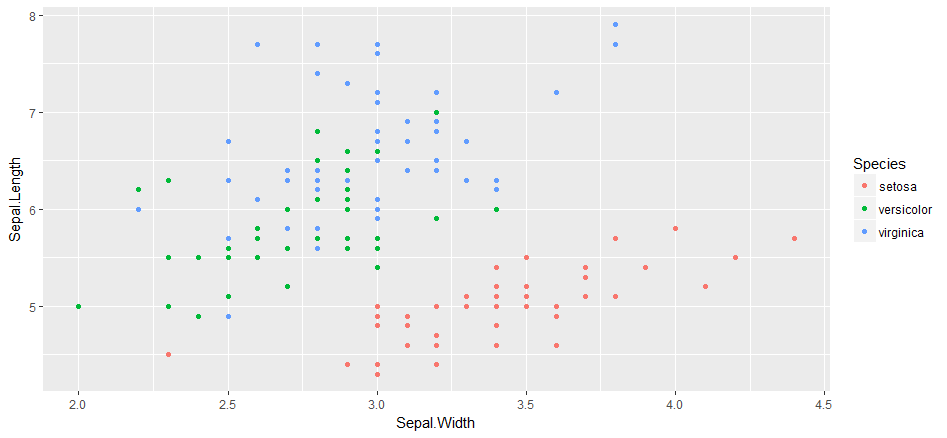 8
7
6
5
Sepal.Length
2.0 2.5 3.0 3.5 4.0 4.5
Sepal.Width
Species
setosa
versicolor
virginica